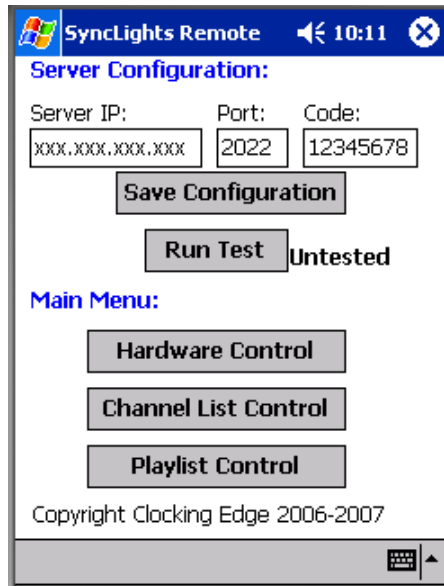 SyncLights Remote 10:11
Server Configuration:
Server IP: Port: Code:
xxx.xxx.xxx.xxx 2022 12345678
Save Configuration
Run Test Untested
Main Menu:
Hardware Control
Channel List Control
Playlist Control
Copyright Clocking Edge 2006-2007